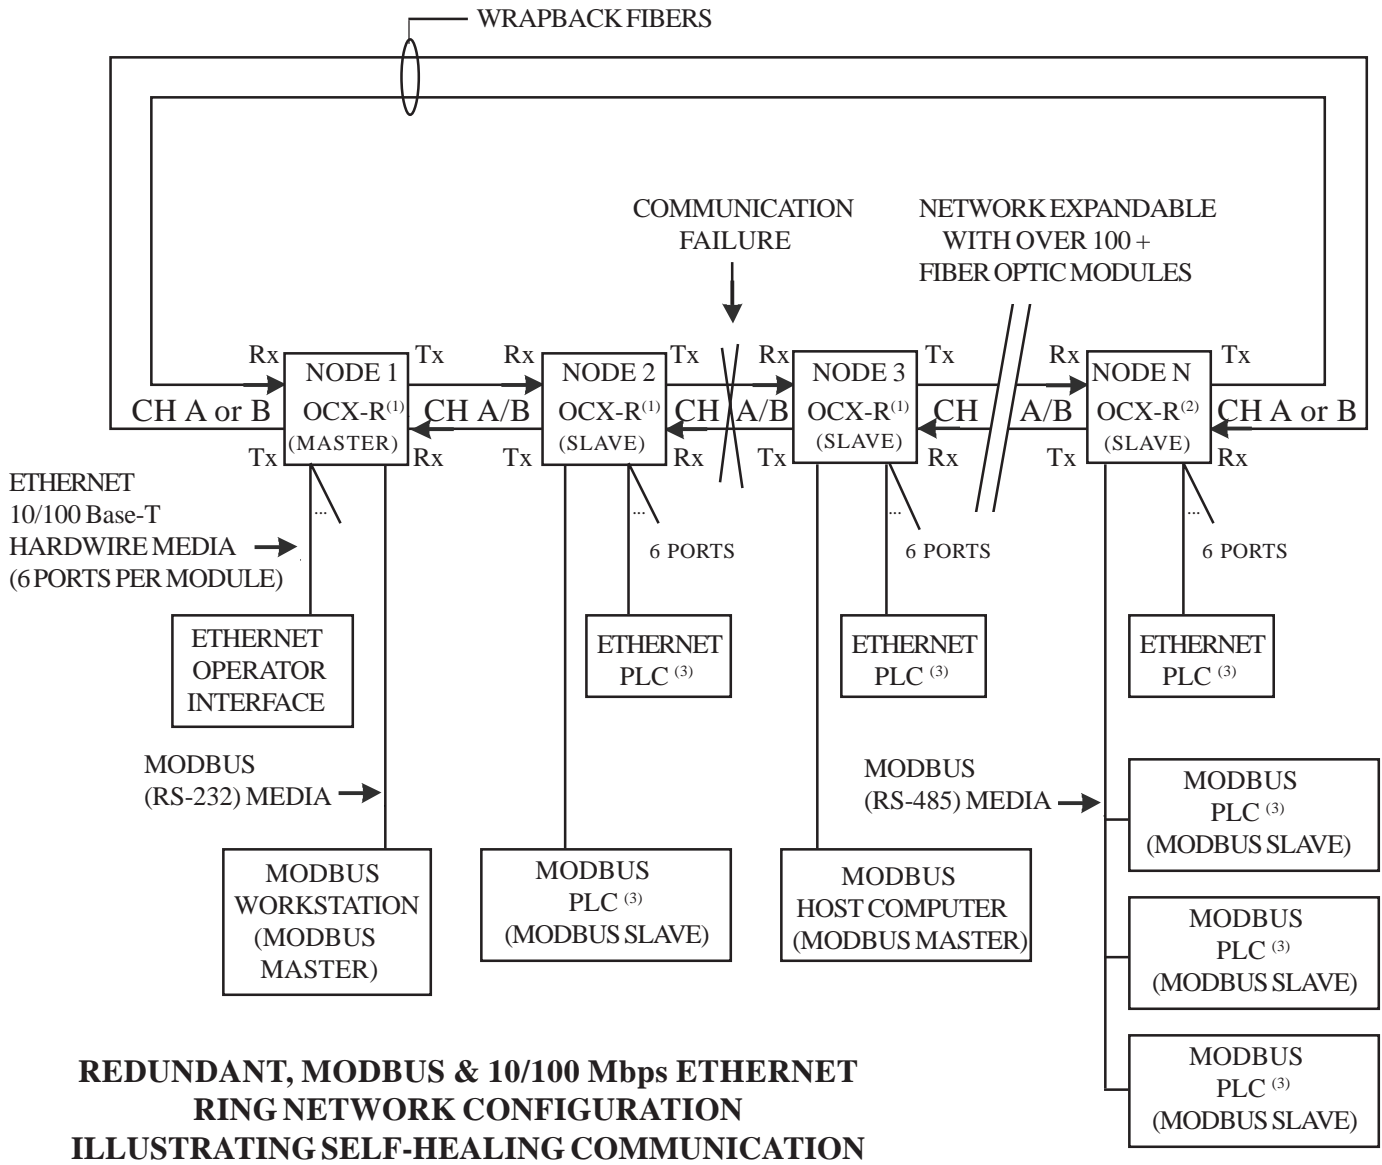 WRAPBACK FIBERS
COMMUNICATION
FAILURE
NETWORK EXPANDABLE
WITH OVER 100 +
FIBER OPTIC MODULES
Rx
Tx
Rx
Tx
Rx
Tx
Rx
Tx
NODE 1
OCX-R(1)
(MASTER)
NODE 2
OCX-R(1)
(SLAVE)
NODE 3
OCX-R(1)
(SLAVE)
NODE N
OCX-R(2)
(SLAVE)
CH A or B
CH A/B
CH A/B
CH A/B
CH A or B
Tx
Rx
Tx
Rx
Tx
Rx
Tx
Rx
ETHERNET
10/100 Base-T
HARDWIRE MEDIA
(6 PORTS PER MODULE)
...
...
...
...
6 PORTS
6 PORTS
6 PORTS
ETHERNET
OPERATOR
INTERFACE
ETHERNET
PLC (3)
ETHERNET
PLC (3)
ETHERNET
PLC (3)
MODBUS
(RS-232) MEDIA
MODBUS
(RS-485) MEDIA
MODBUS
WORKSTATION
(MODBUS
MASTER)
MODBUS
PLC (3)
(MODBUS SLAVE)
MODBUS
HOST COMPUTER
(MODBUS MASTER)
MODBUS
PLC (3)
(MODBUS SLAVE)
MODBUS
PLC (3)
(MODBUS SLAVE)
MODBUS
PLC (3)
(MODBUS SLAVE)
REDUNDANT, MODBUS & 10/100 Mbps ETHERNET
RING NETWORK CONFIGURATION
ILLUSTRATING SELF-HEALING COMMUNICATION